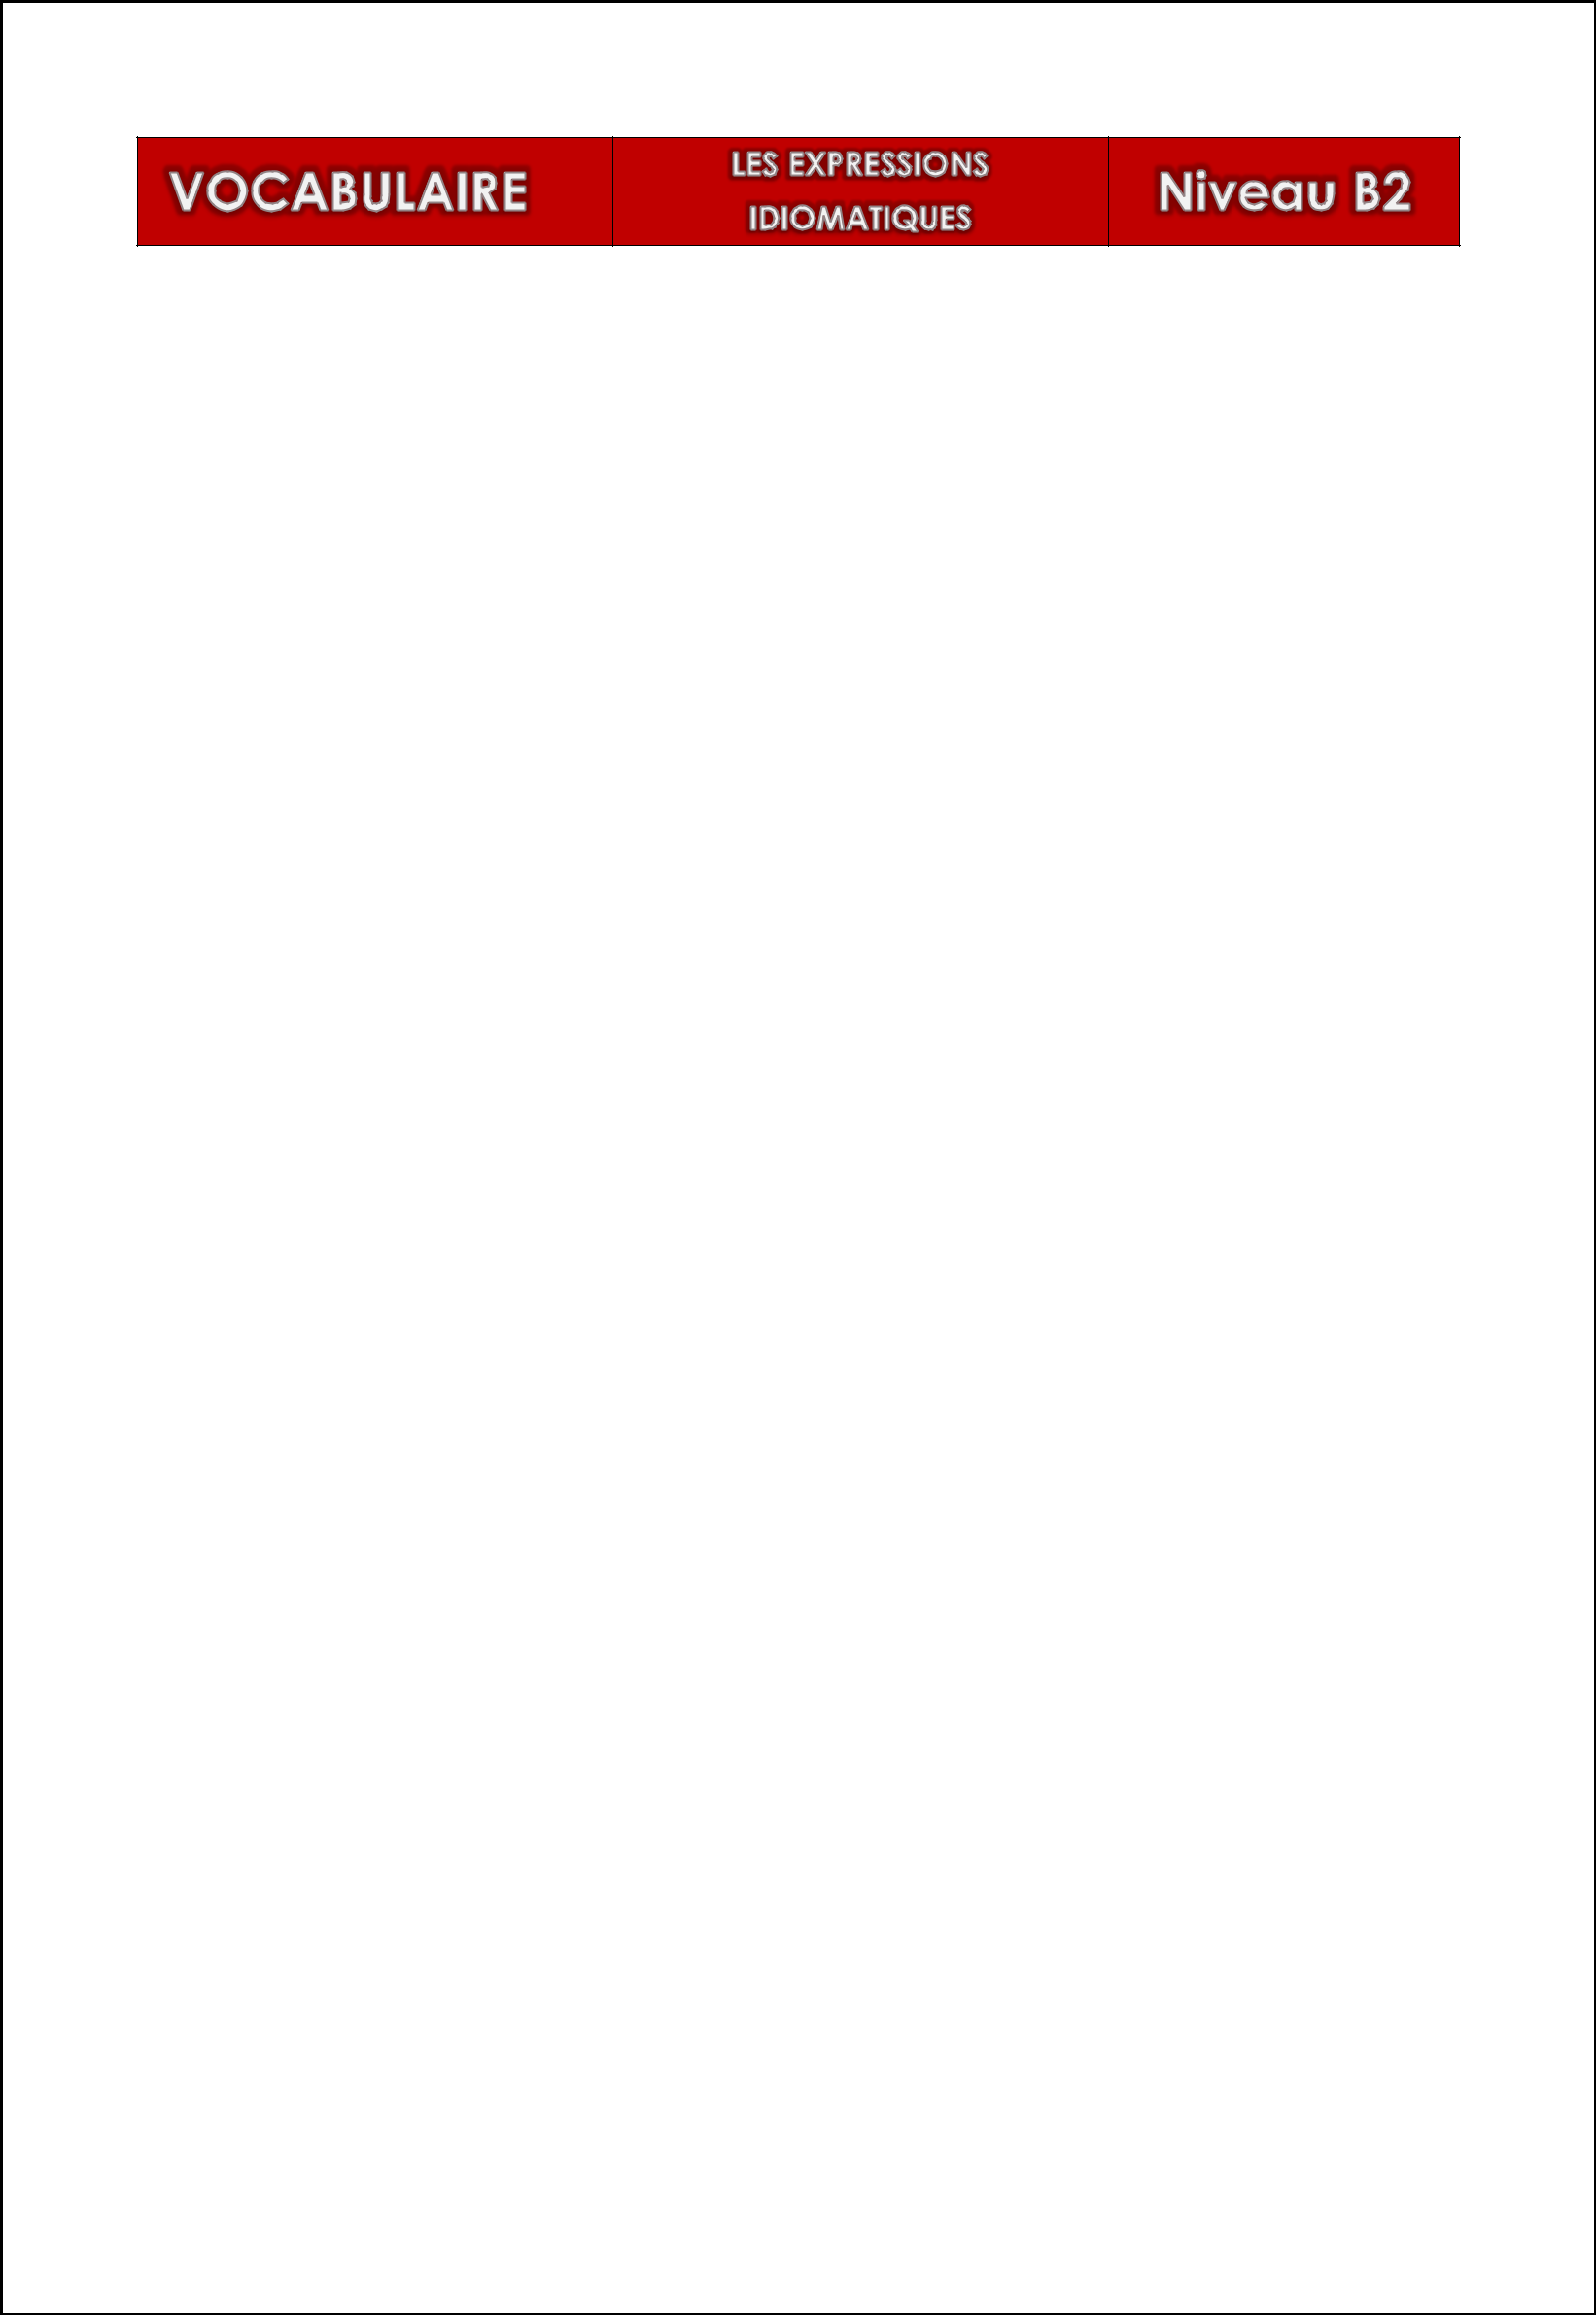 VOCABULAIRE
LES EXPRESSIONS
IDIOMATIQUES
Niveau B2